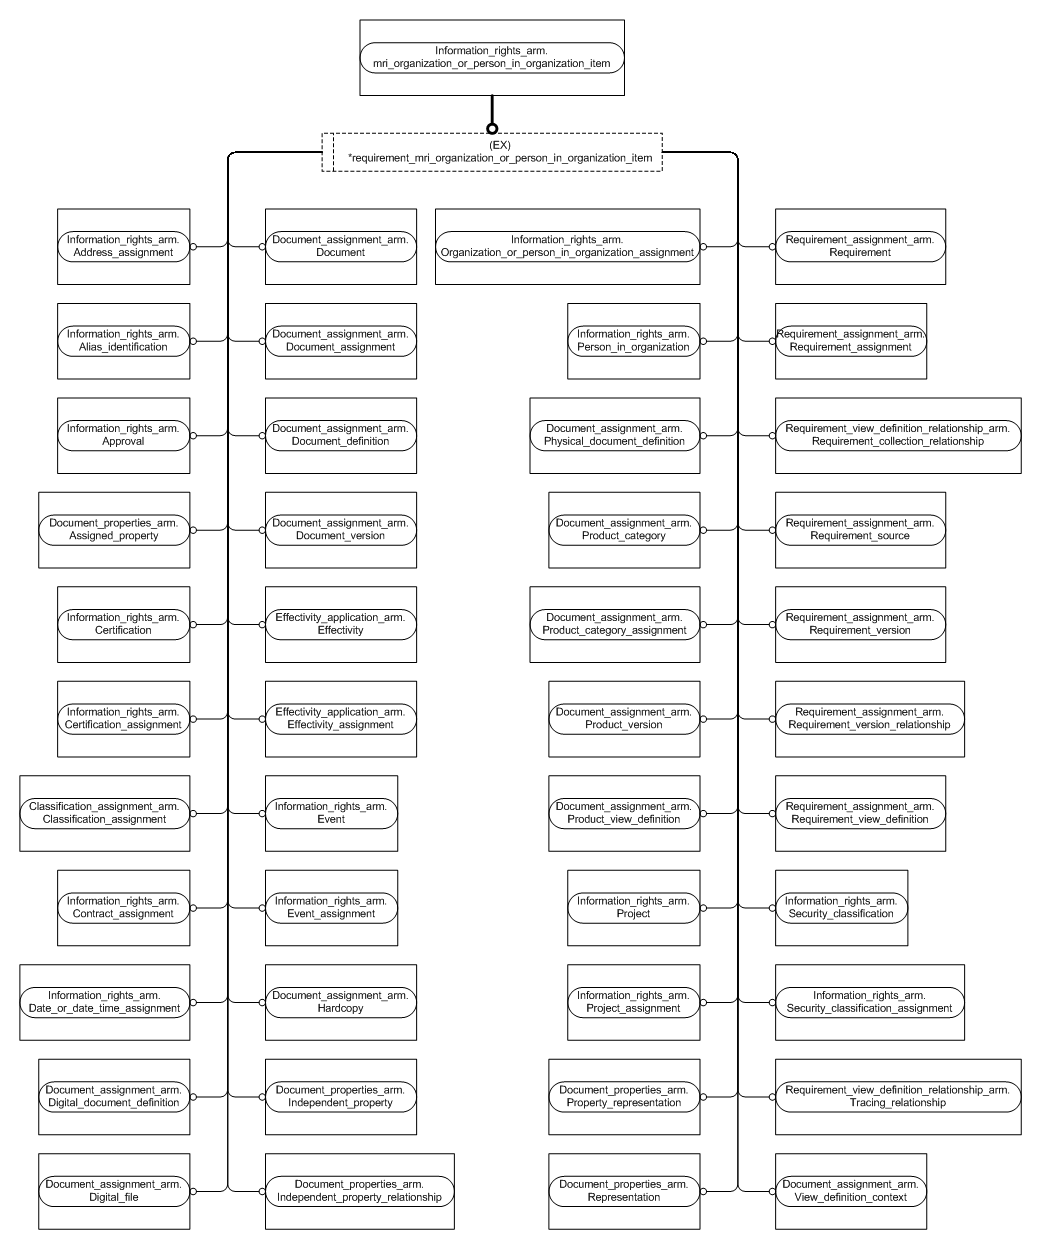 Information_rights_arm.
mri_organization_or_person_in_organization_item
(EX)
*requirement_mri_organization_or_person_in_organization_item
Information_rights_arm.
Address_assignment
Document_assignment_arm.
Document
Information_rights_arm.
Organization_or_person_in_organization_assignment
Requirement_assignment_arm.
Requirement
Information_rights_arm.
Alias_identification
Document_assignment_arm.
Document_assignment
Information_rights_arm.
Person_in_organization
Requirement_assignment_arm.
Requirement_assignment
Information_rights_arm.
Approval
Document_assignment_arm.
Document_definition
Document_assignment_arm.
Physical_document_definition
Requirement_view_definition_relationship_arm.
Requirement_collection_relationship
Document_properties_arm.
Assigned_property
Document_assignment_arm.
Document_version
Document_assignment_arm.
Product_category
Requirement_assignment_arm.
Requirement_source
Information_rights_arm.
Certification
Effectivity_application_arm.
Effectivity
Document_assignment_arm.
Product_category_assignment
Requirement_assignment_arm.
Requirement_version
Information_rights_arm.
Certification_assignment
Effectivity_application_arm.
Effectivity_assignment
Document_assignment_arm.
Product_version
Requirement_assignment_arm.
Requirement_version_relationship
Classification_assignment_arm.
Classification_assignment
Information_rights_arm.
Event
Document_assignment_arm.
Product_view_definition
Requirement_assignment_arm.
Requirement_view_definition
Information_rights_arm.
Contract_assignment
Information_rights_arm.
Event_assignment
Information_rights_arm.
Project
Information_rights_arm.
Security_classification
Information_rights_arm.
Date_or_date_time_assignment
Document_assignment_arm.
Hardcopy
Information_rights_arm.
Project_assignment
Information_rights_arm.
Security_classification_assignment
Document_assignment_arm.
Digital_document_definition
Document_properties_arm.
Independent_property
Document_properties_arm.
Property_representation
Requirement_view_definition_relationship_arm.
Tracing_relationship
Document_assignment_arm.
Digital_file
Document_properties_arm.
Independent_property_relationship
Document_properties_arm.
Representation
Document_assignment_arm.
View_definition_context